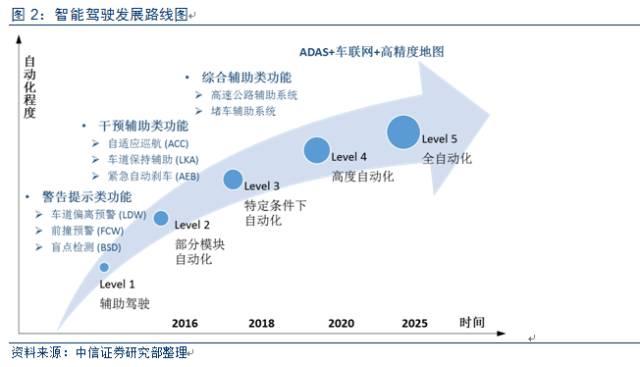 图 2：智能驾驶发展路线图
自动化程度
ADAS+车联网+高精度地图
• 综合辅助类功能
➢ 高速公路辅助系统
➢ 堵车辅助系统
• 干预辅助类功能
➢ 自适应巡航 (ACC)
➢ 车道保持辅助 (LKA)
➢ 紧急自动刹车 (AEB)
• 警告提示类功能
➢ 车道偏离预警 (LDW)
➢ 前撞预警 (FCW)
➢ 盲点检测 (BSD)
Level 1
辅助驾驶
Level 2
部分模块
自动化
Level 3
特定条件下
自动化
Level 4
高度自动化
Level 5
全自动化
2016 2018 2020 2025 时间
资料来源：中信证券研究部整理